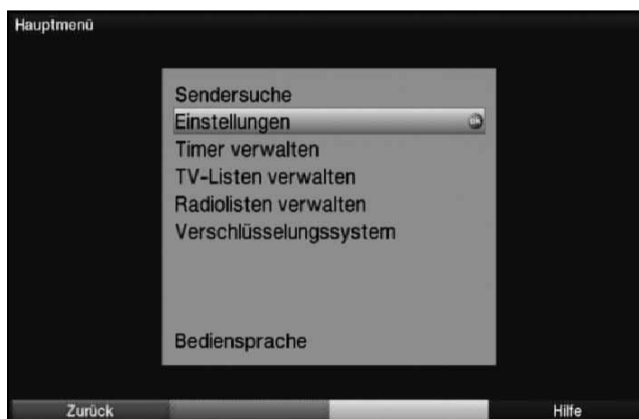 Hauptmenü
Sendersuche
Einstellungen
Timer verwalten
TV-Listen verwalten
Radiolisten verwalten
Verschlüsselungssystem
Bediensprache
Zurück Hilfe